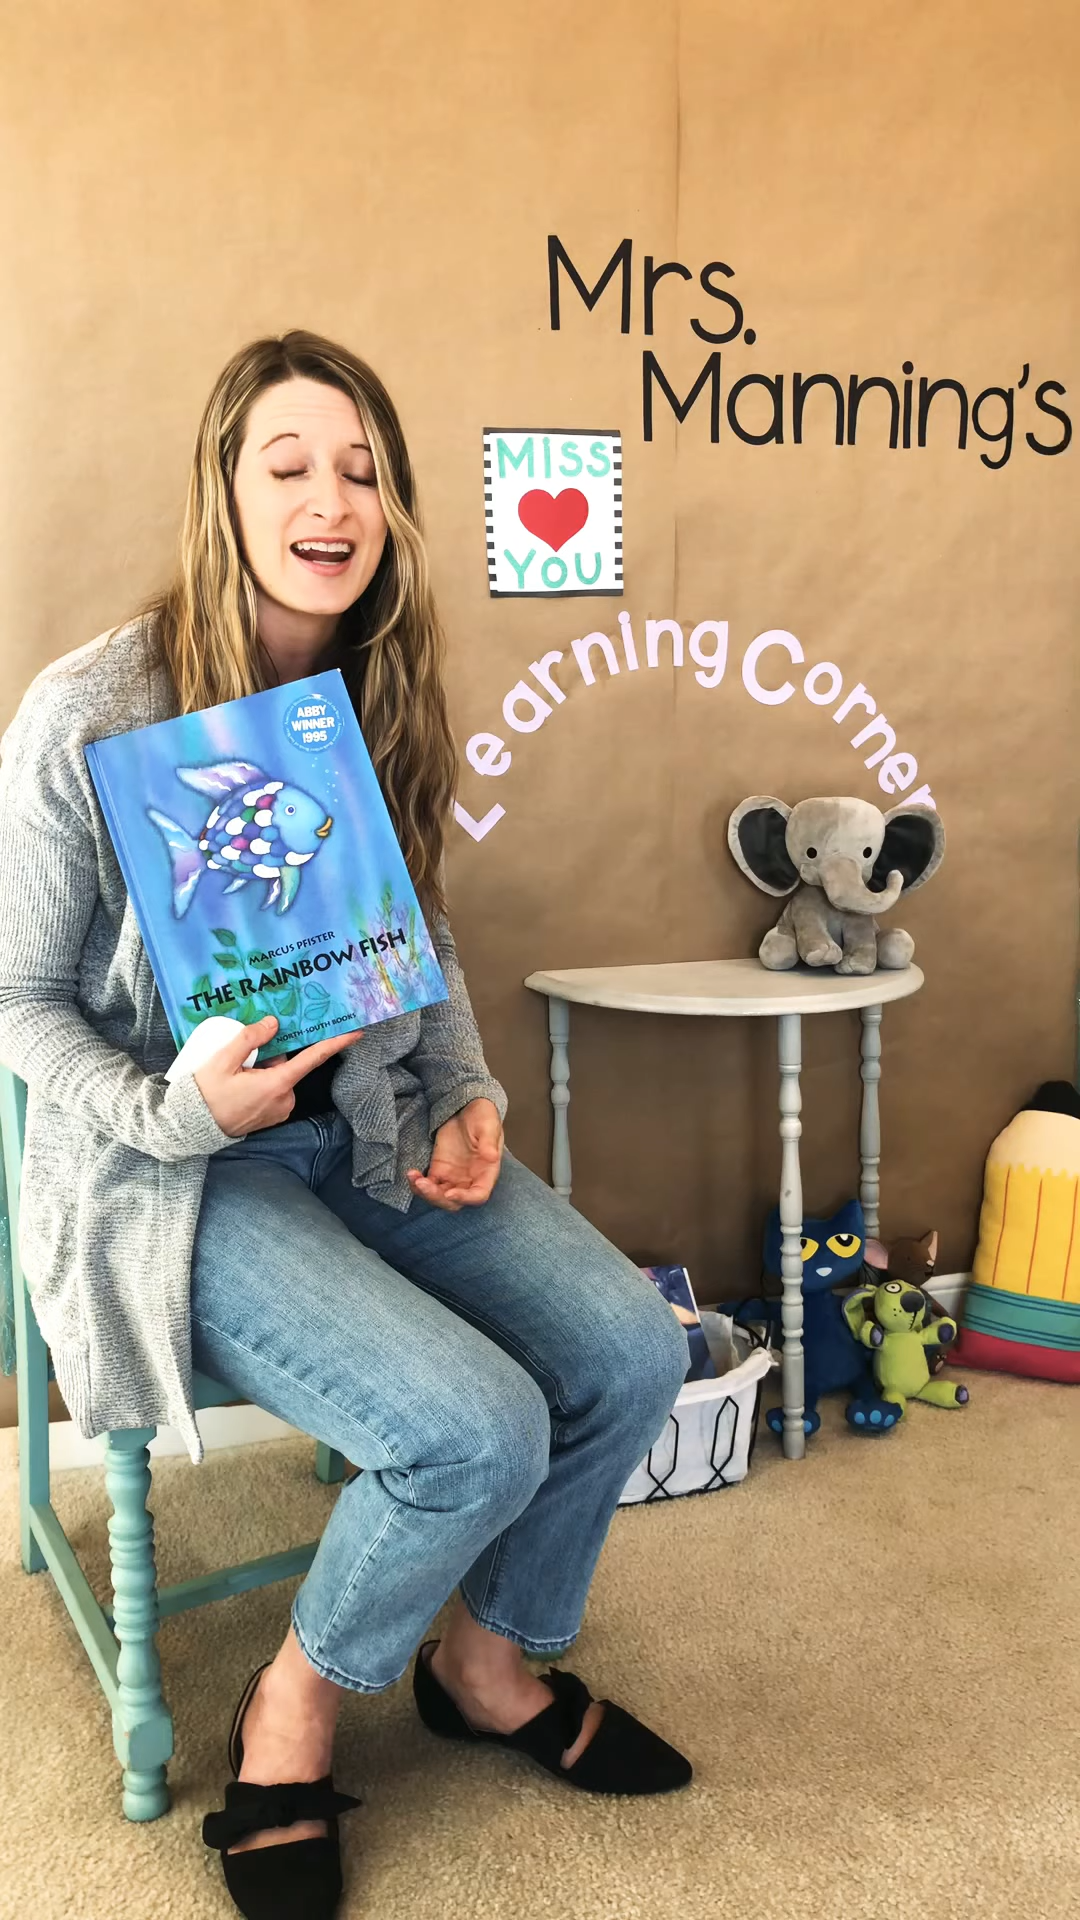 Mrs.
Manning's
MISS
YOU
Learning Corner
ABBY
WINNER
1995
MARCUS PFISTER
THE RAINBOW FISH
NORTH-SOUTH BOOKS